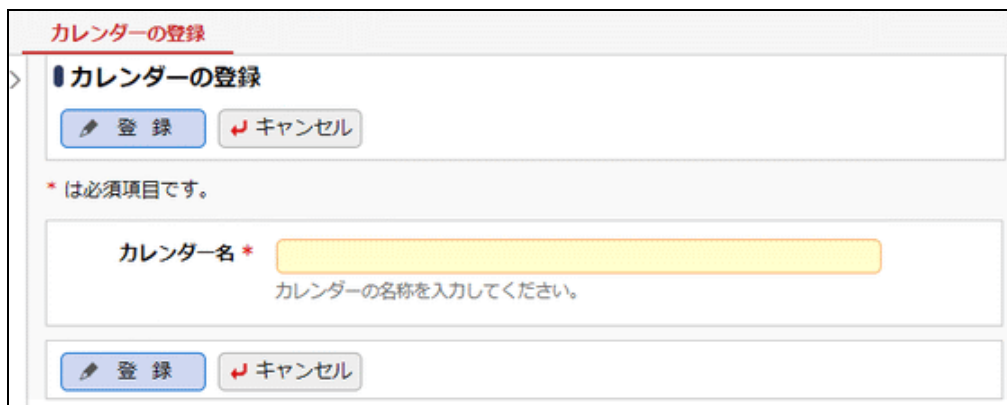 カレンダーの登録
カレンダーの登録
登 録 キャンセル
* は必須項目です。
カレンダー名 *
カレンダーの名称を入力してください。
登 録 キャンセル